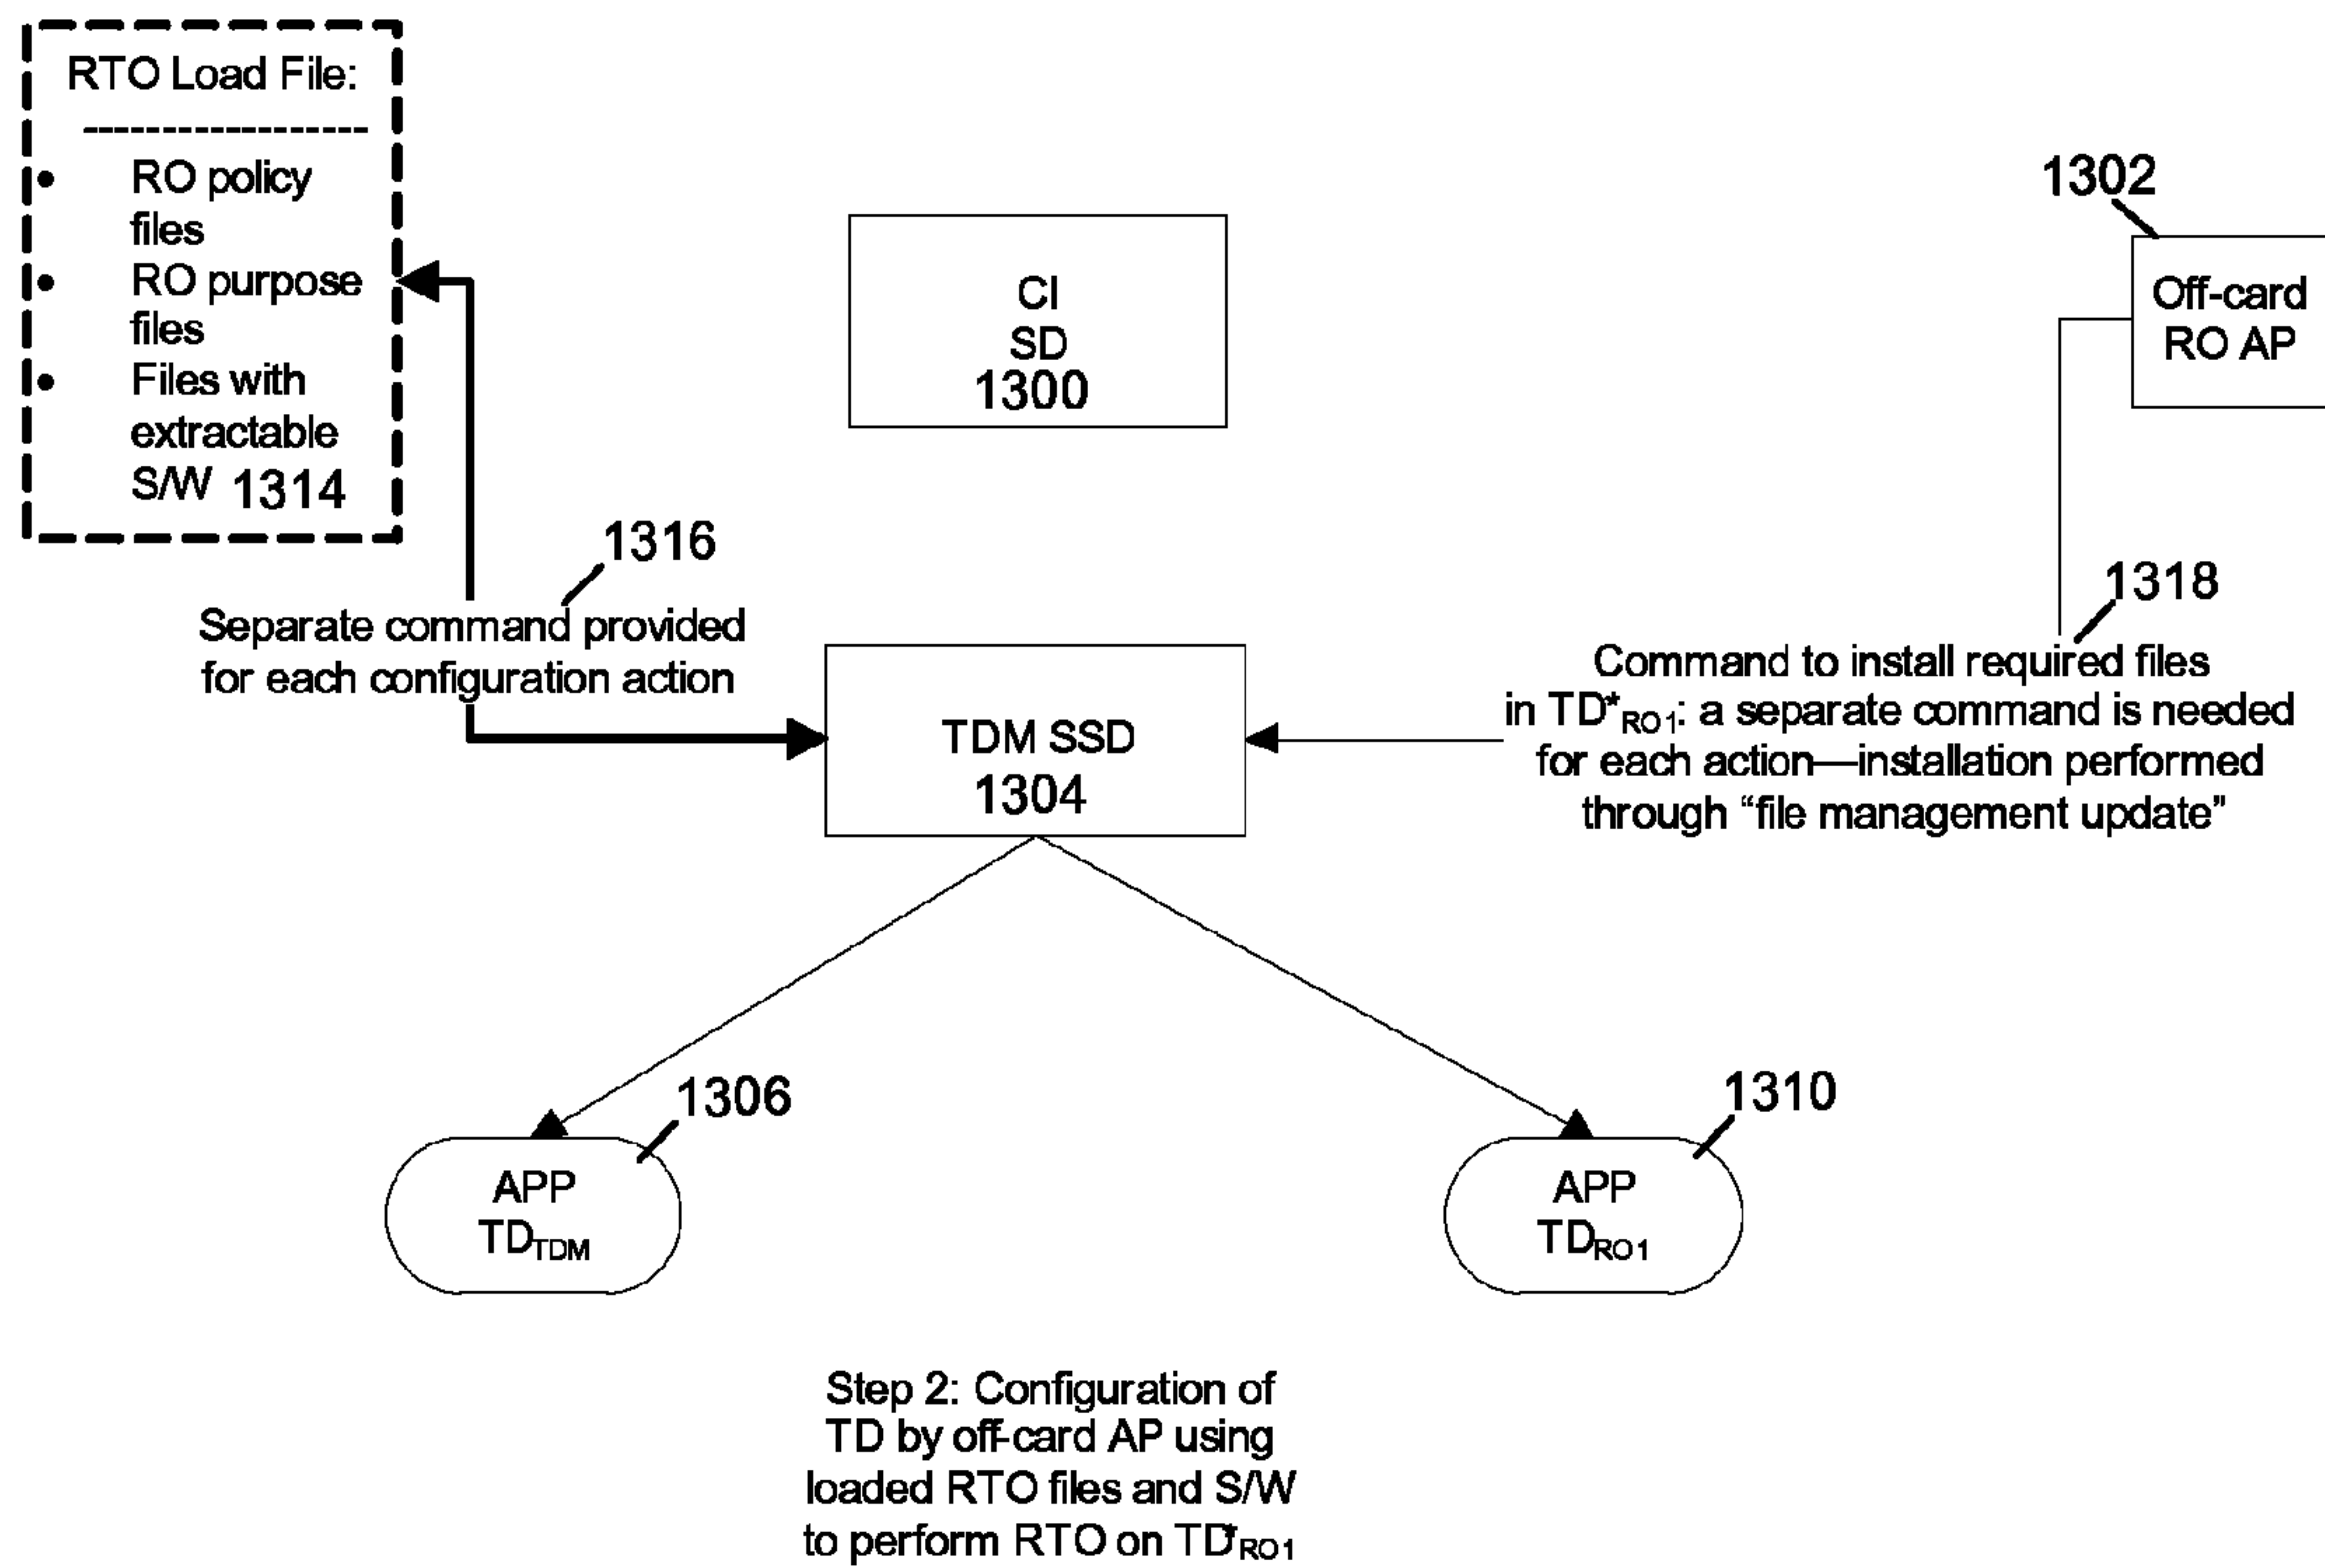 RTO Load File:
--------------------
• RO policy
files
• RO purpose
files
• Files with
extractable
S/W 1314
CI
SD
1300
1302
Off-card
RO AP
1316
Separate command provided
for each configuration action
1318
Command to install required files
in TD*RO1: a separate command is needed
for each action—installation performed
through “file management update”
TDM SSD
1304
1306
APP
TDTDM
1310
APP
TDRO1
Step 2: Configuration of
TD by off-card AP using
loaded RTO files and S/W
to perform RTO on TD*RO1